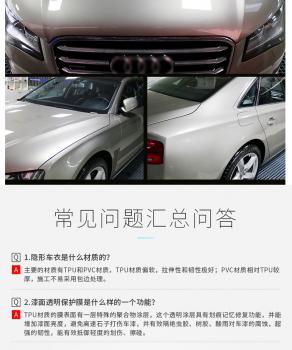 常见问题汇总问答
Q 1.隐形车衣是什么材质的?
A 主要的材质有TPU和PVC材质，TPU材质偏软，拉伸性和韧性极好；PVC材质相对TPU较
厚，施工不易采用包边处理。
Q 2.漆面透明保护膜是什么样的一个功能?
A TPU材质的膜表面有一层特殊的聚合物涂层。这个透明涂层具有划痕记忆修复功能，并能
增加漆面亮度，避免高速石子打伤车漆，并有效隔绝虫胶、树胶、酸雨对车漆的腐蚀，超
强的韧性，能有效抵御轻度的划伤、擦碰。